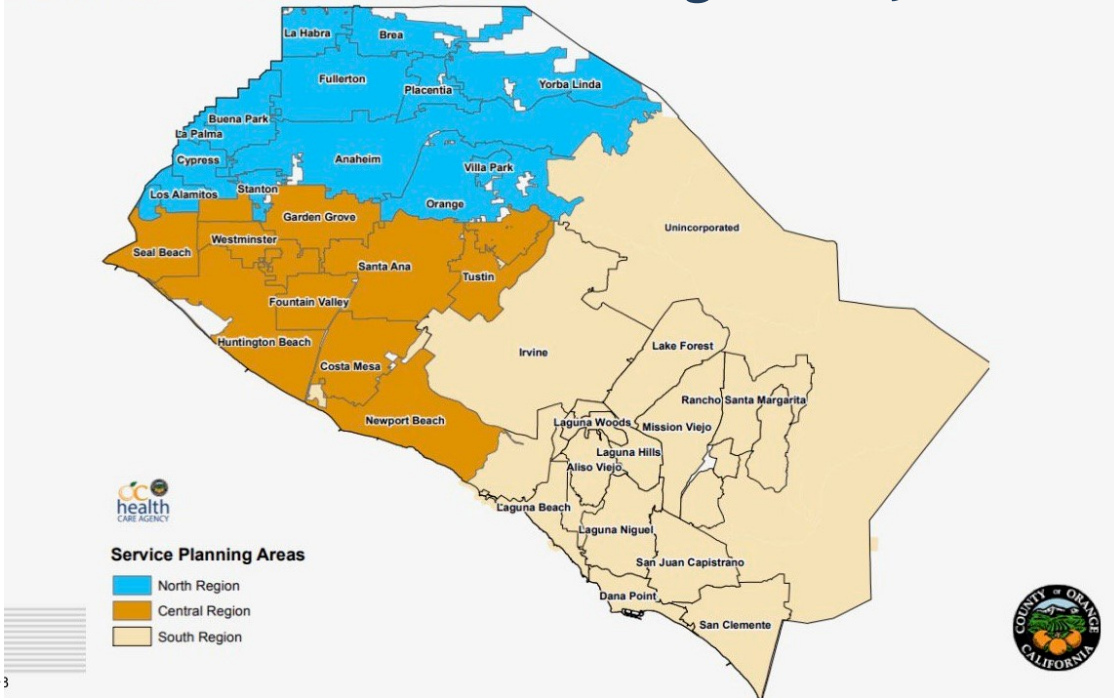 La Habra
Brea
Fullerton
Placentia
Yorba Linda
Buena Park
La Palma
Cypress
Anaheim
Villa Park
Stanton
Los Alamitos
Orange
Garden Grove
Unincorporated
Westminster
Seal Beach
Santa Ana
Tustin
Fountain Valley
Huntington Beach
Lake Forest
Irvine
Costa Mesa
Rancho Santa Margarita
Newport Beach
Laguna Woods
Mission Viejo
Laguna Hills
Aliso Viejo
Laguna Beach
Laguna Niguel
San Juan Capistrano
Dana Point
San Clemente
OC
health
CARE AGENCY
Service Planning Areas
North Region
Central Region
South Region
COUNTY OF ORANGE
CALIFORNIA